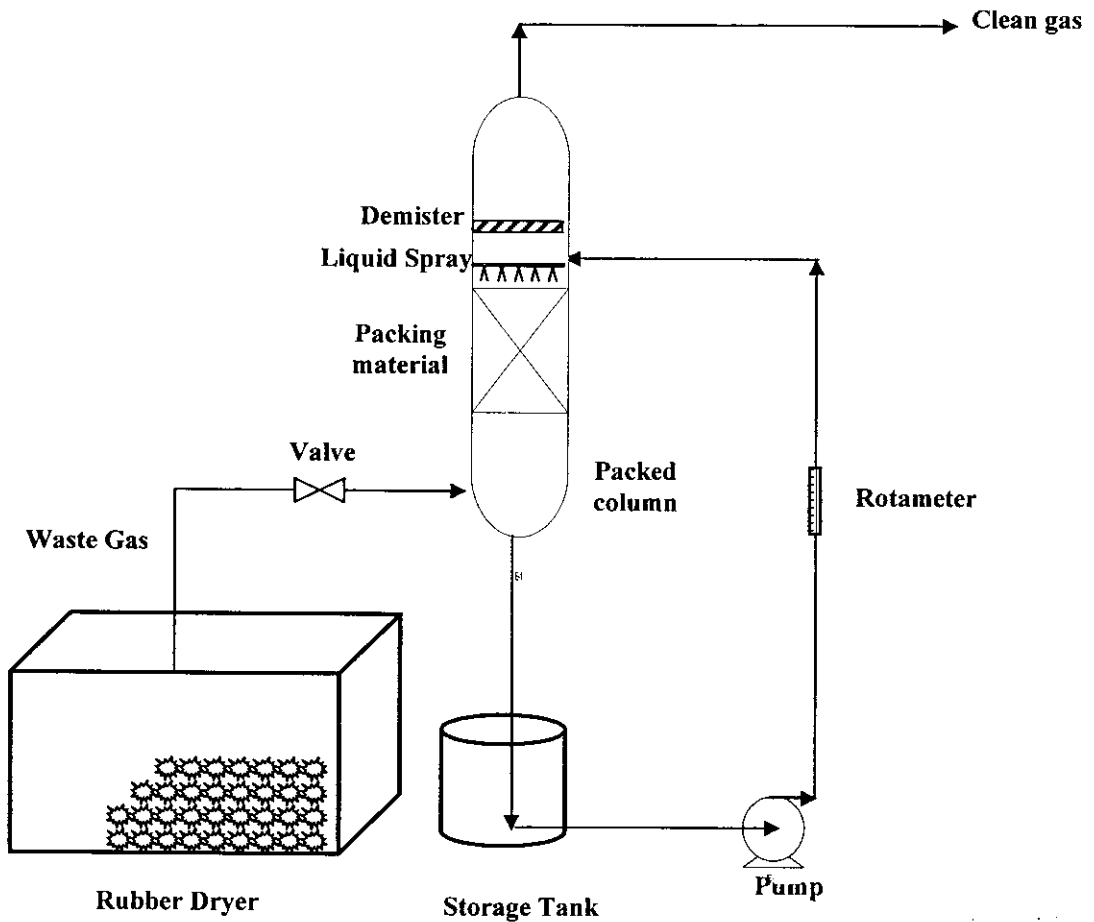 Clean gas
Demister
Liquid Spray
Packing
material
Valve
Packed
column
Rotameter
Waste Gas
Rubber Dryer
Storage Tank
Pump